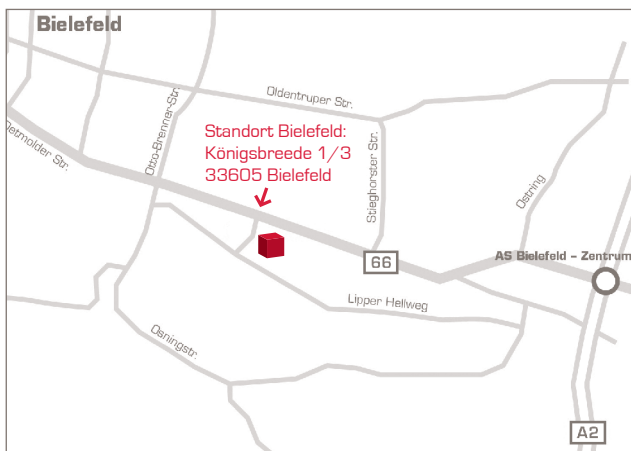 Bielefeld
Oldentruper Str.
Otto-Brenner-Str.
Detmolder Str.
Standort Bielefeld:
Königsbreede 1/3
33605 Bielefeld
Stieghorster Str.
Ostring
66
AS Bielefeld – Zentrum
Lipper Hellweg
Osningstr.
A2